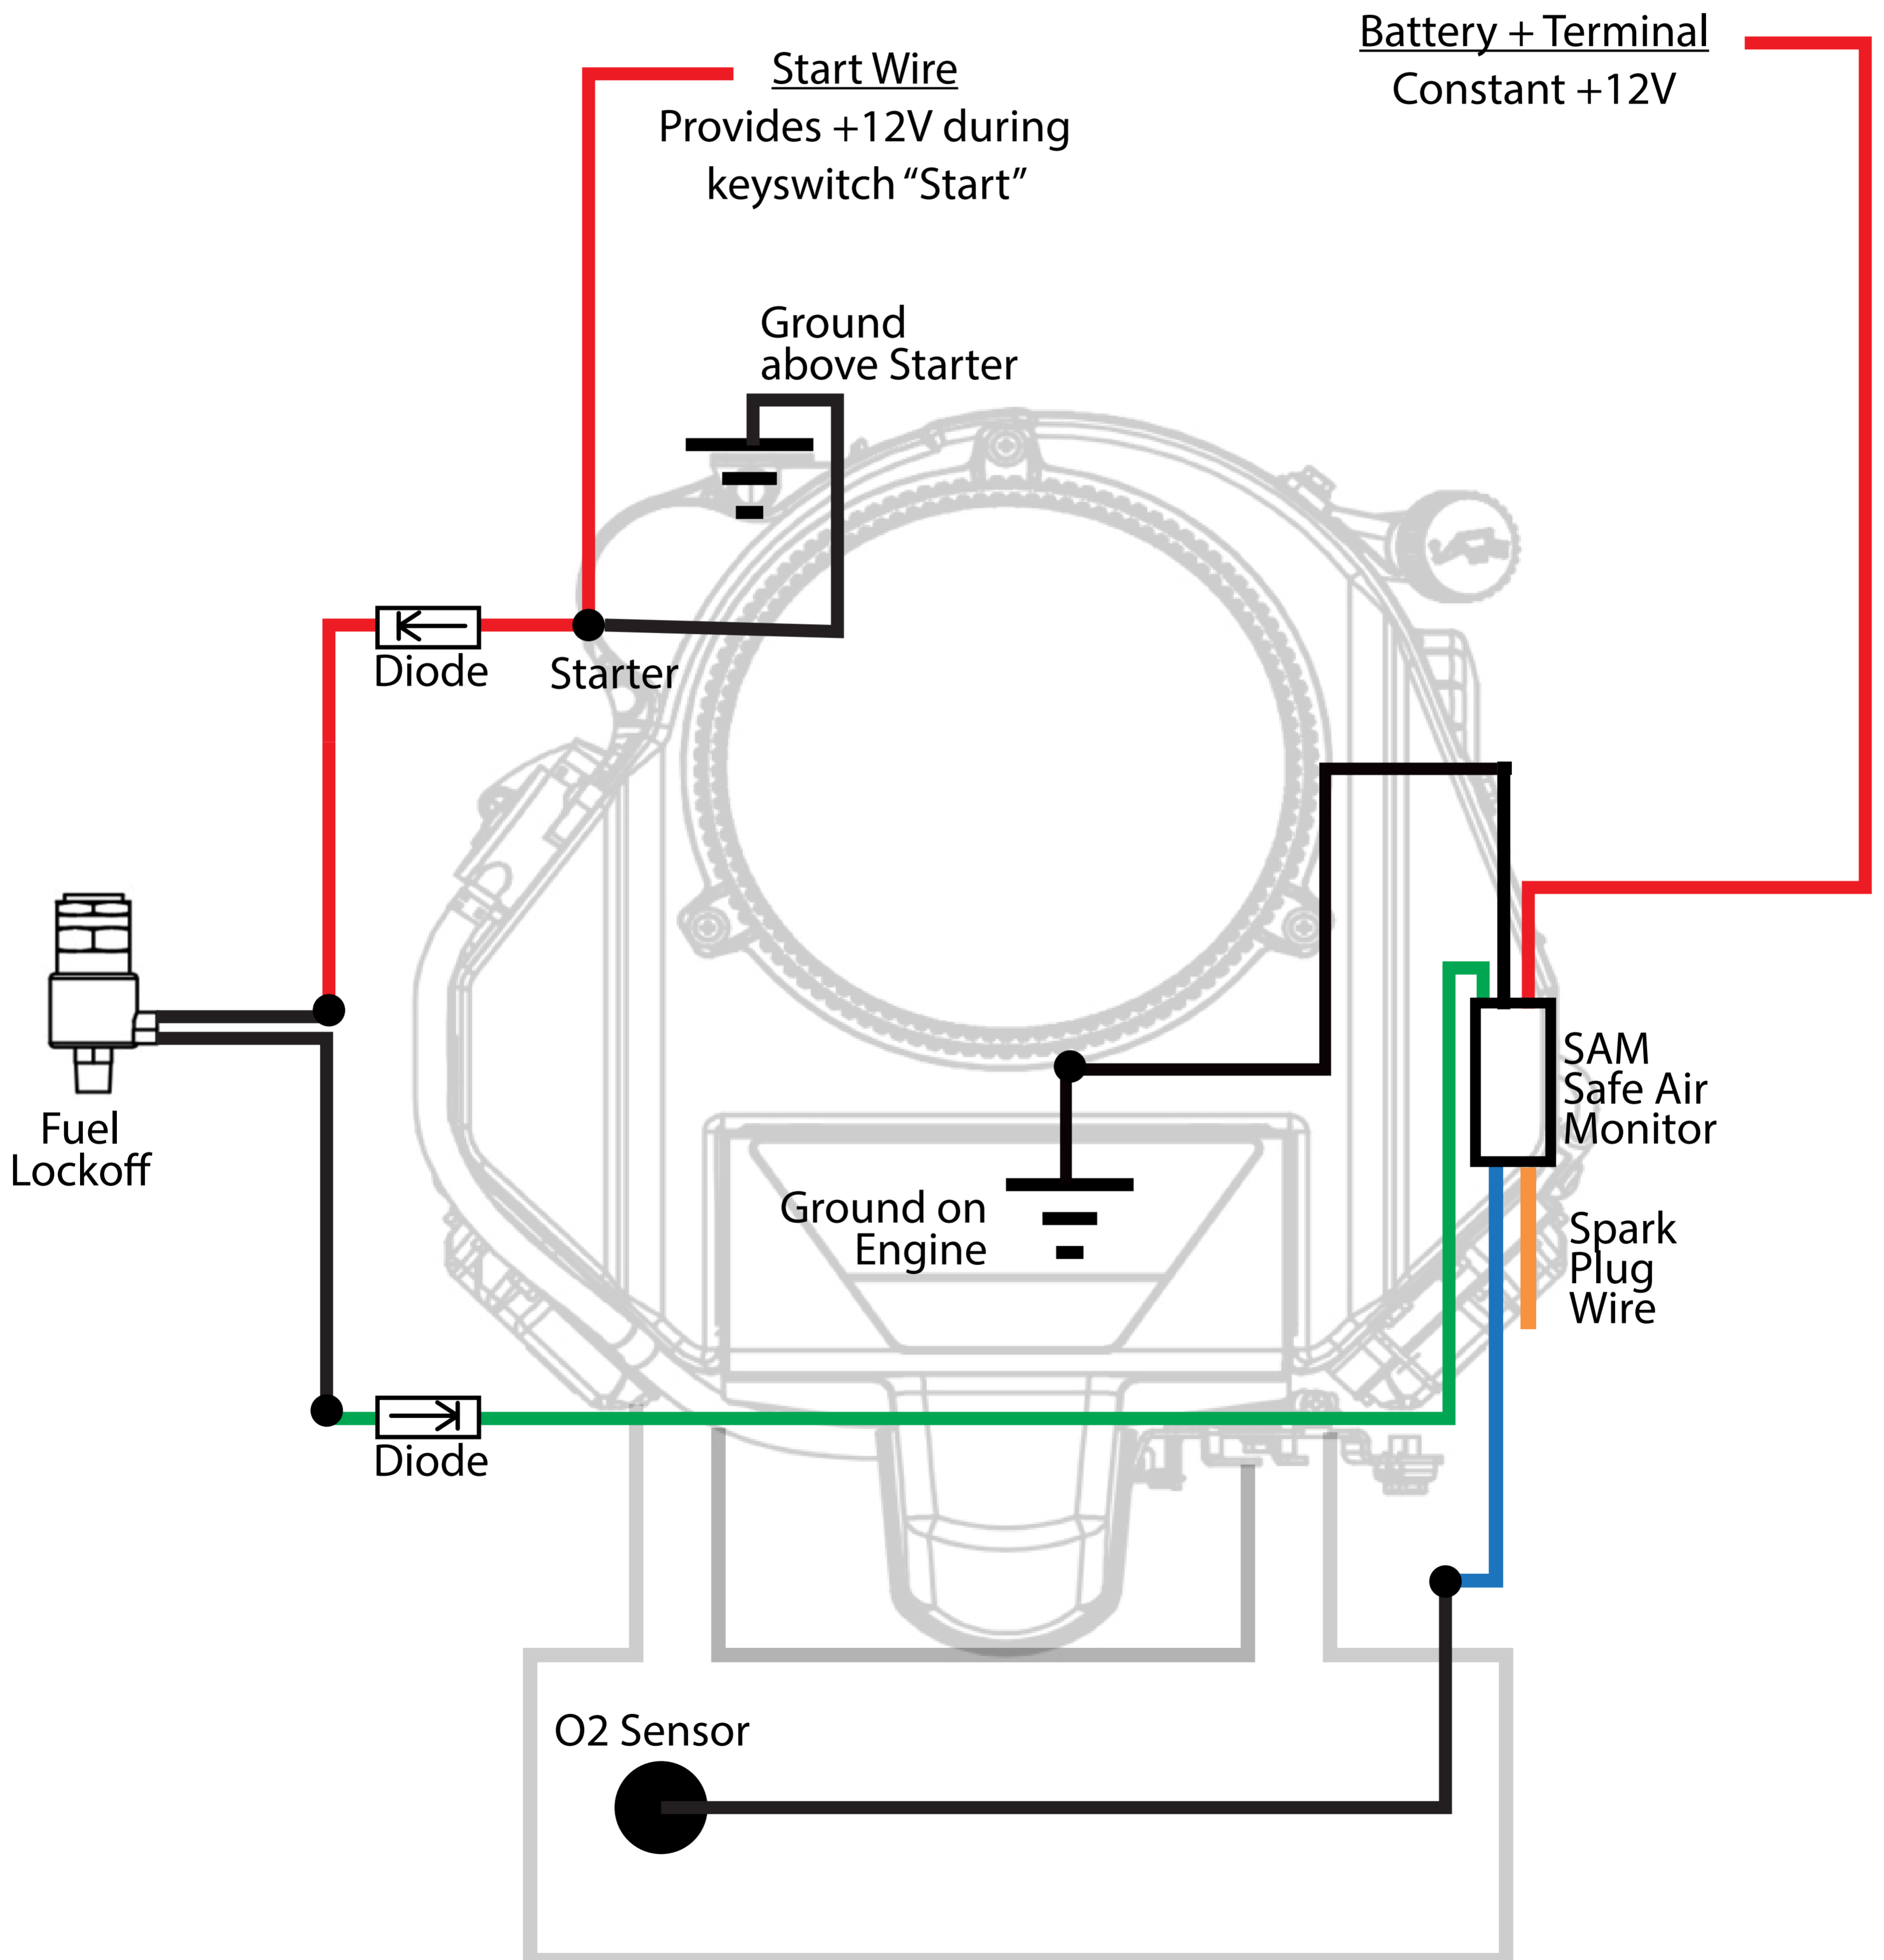 Start Wire
Provides +12V during
keyswitch “Start”
Battery + Terminal
Constant +12V
Ground
above Starter
Diode
Starter
Fuel
Lockoff
SAM
Safe Air
Monitor
Ground on
Engine
Spark
Plug
Wire
Diode
O2 Sensor